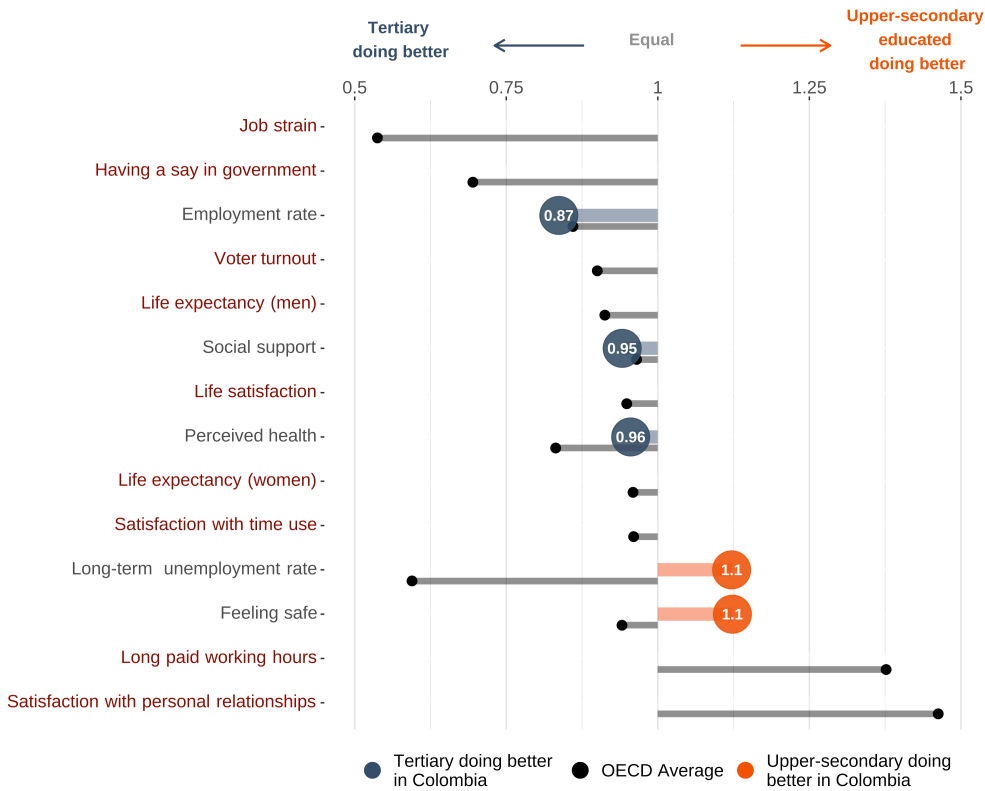 Tertiary
doing better
Equal
Upper-secondary
educated
doing better
0.5
0.75
1
1.25
1.5
Job strain
Having a say in government
Employment rate
0.87
Voter turnout
Life expectancy (men)
Social support
0.95
Life satisfaction
Perceived health
0.96
Life expectancy (women)
Satisfaction with time use
Long-term unemployment rate
1.1
Feeling safe
1.1
Long paid working hours
Satisfaction with personal relationships
Tertiary doing better
in Colombia
OECD Average
Upper-secondary doing
better in Colombia